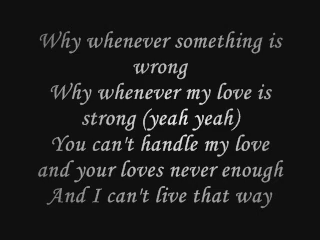 Why whenever something is
wrong
Why whenever my love is
strong (yeah yeah)
You can't handle my love
and your loves never enough
And I can't live that way